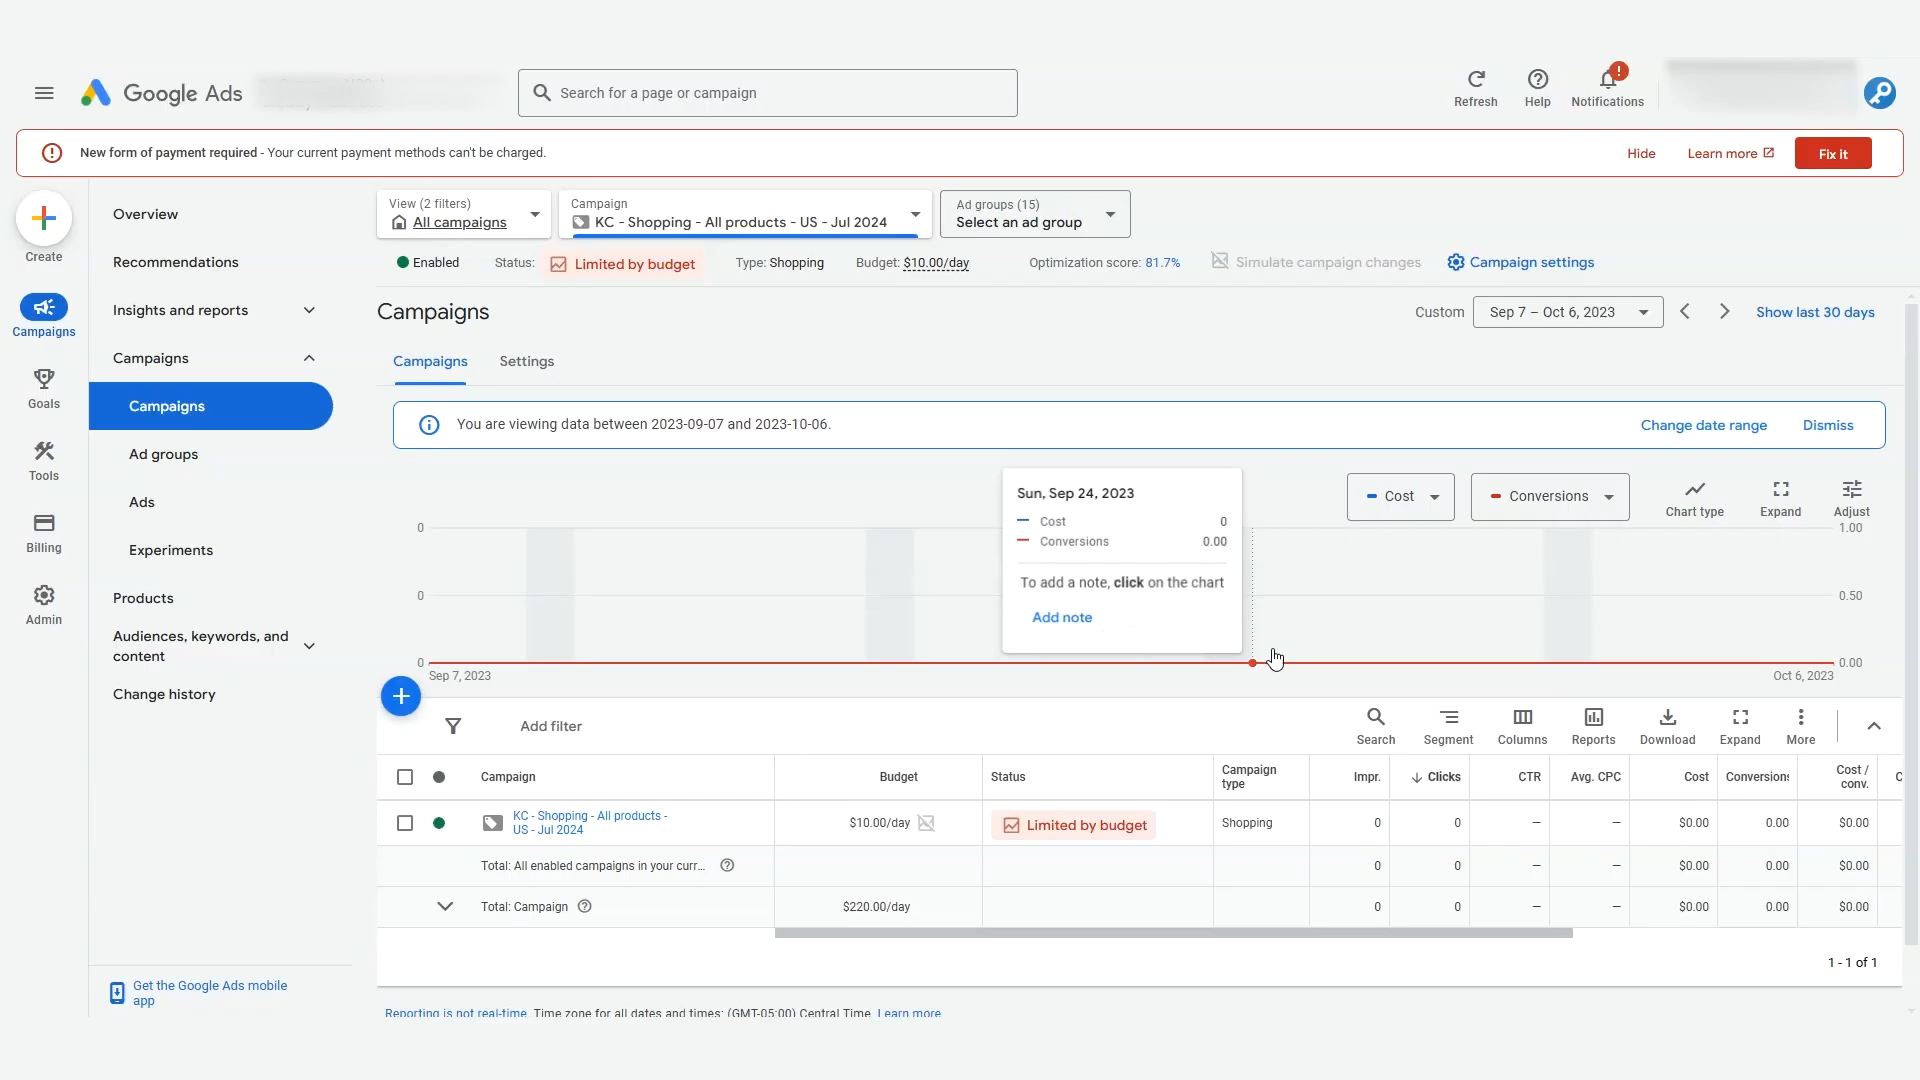 Google Ads
Search for a page or campaign
Refresh
Help
Notifications
New form of payment required - Your current payment methods can't be charged.
Hide
Learn more
Fix it
Create
Campaigns
Goals
Tools
Billing
Admin
Overview
Recommendations
Insights and reports
Campaigns
Campaigns
Ad groups
Ads
Experiments
Products
Audiences, keywords, and
content
Change history
Get the Google Ads mobile
app
View (2 filters)
All campaigns
Campaign
KC - Shopping - All products - US - Jul 2024
Ad groups (15)
Select an ad group
Enabled
Status: Limited by budget
Type: Shopping
Budget: $10.00/day
Optimization score: 81.7%
Simulate campaign changes
Campaign settings
Campaigns
Custom
Sep 7 – Oct 6, 2023
Show last 30 days
Campaigns
Settings
You are viewing data between 2023-09-07 and 2023-10-06.
Change date range
Dismiss
Sun, Sep 24, 2023
Cost 0
Conversions 0.00
To add a note, click on the chart
Add note
Cost
Conversions
Chart type
Expand
Adjust
0
0
0
1.00
0.50
0.00
Sep 7, 2023
Oct 6, 2023
Add filter
Search
Segment
Columns
Reports
Download
Expand
More
Campaign Budget Status Campaign type Impr. Clicks CTR Avg. CPC Cost Conversions Cost / conv. C
KC - Shopping - All products -
US - Jul 2024
$10.00/day Limited by budget Shopping 0 0 – – $0.00 0.00 $0.00
Total: All enabled campaigns in your curr... 0 0 – – $0.00 0.00 $0.00
Total: Campaign $220.00/day 0 0 – – $0.00 0.00 $0.00
1 - 1 of 1
Reporting is not real-time. Time zone for all dates and times: (GMT-05:00) Central Time. Learn more